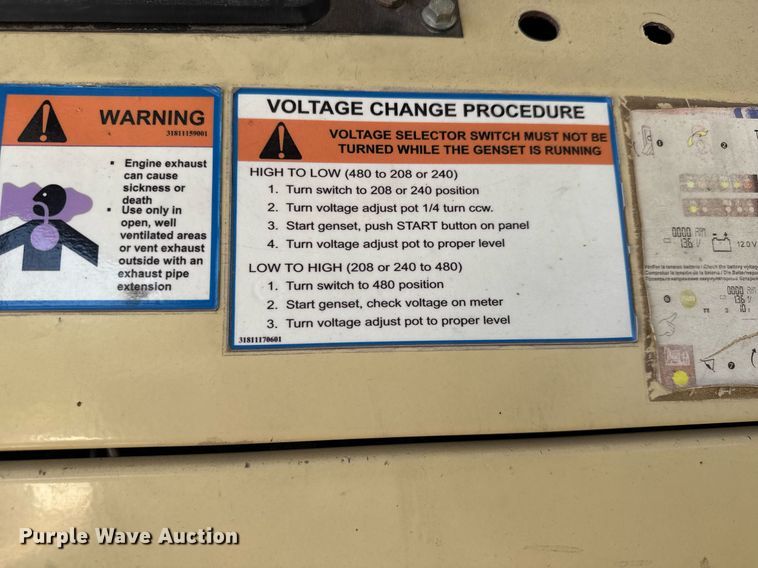 WARNING
31811159001
▪ Engine exhaust
can cause
sickness or
death
▪ Use only in
open, well
ventilated areas
or vent exhaust
outside with an
exhaust pipe
extension
VOLTAGE CHANGE PROCEDURE
VOLTAGE SELECTOR SWITCH MUST NOT BE
TURNED WHILE THE GENSET IS RUNNING
HIGH TO LOW (480 to 208 or 240)
1. Turn switch to 208 or 240 position
2. Turn voltage adjust pot 1/4 turn ccw.
3. Start genset, push START button on panel
4. Turn voltage adjust pot to proper level
LOW TO HIGH (208 or 240 to 480)
1. Turn switch to 480 position
2. Start genset, check voltage on meter
3. Turn voltage adjust pot to proper level
31811170601
12.0 V
Purple Wave Auction